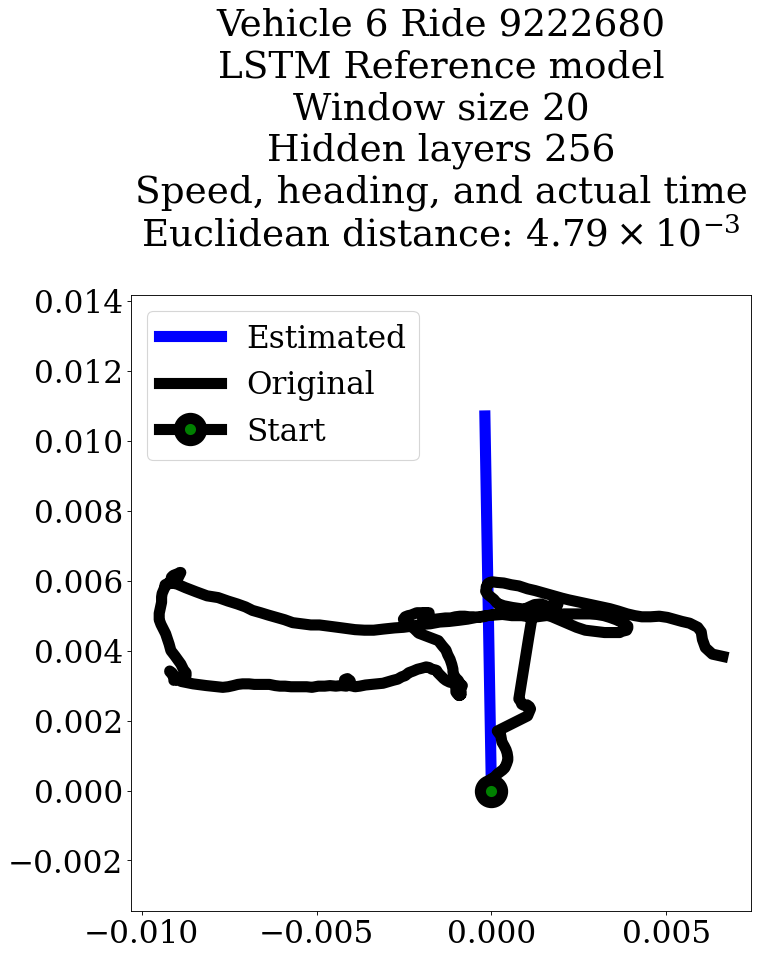 Vehicle 6 Ride 9222680
LSTM Reference model
Window size 20
Hidden layers 256
Speed, heading, and actual time
Euclidean distance: 4.79 × 10⁻³
0.014
0.012
0.010
0.008
0.006
0.004
0.002
0.000
−0.002
Estimated
Original
Start
−0.010
−0.005
0.000
0.005